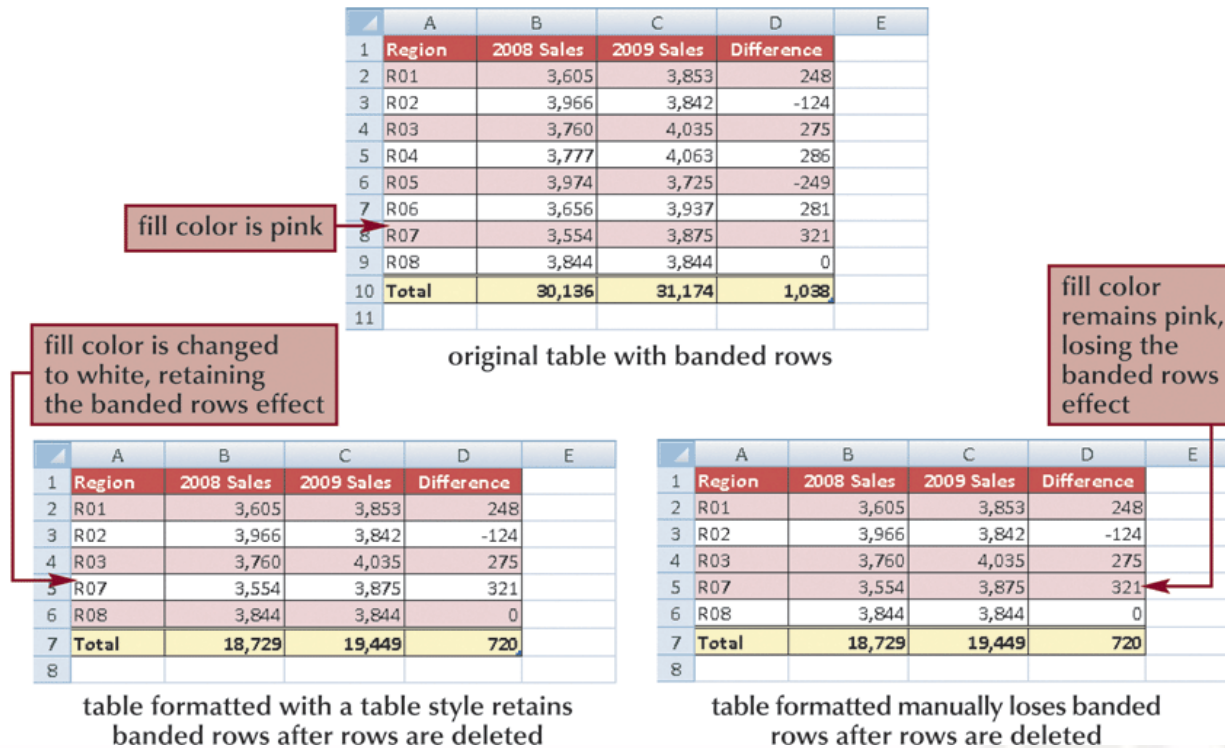 A B C D E
1 Region 2008 Sales 2009 Sales Difference
2 R01 3,605 3,853 248
3 R02 3,966 3,842 -124
4 R03 3,760 4,035 275
5 R04 3,777 4,063 286
6 R05 3,974 3,725 -249
7 R06 3,656 3,937 281
8 R07 3,554 3,875 321
9 R08 3,844 3,844 0
10 Total 30,136 31,174 1,038
11
fill color is pink
original table with banded rows
fill color is changed
to white, retaining
the banded rows effect
fill color
remains pink,
losing the
banded rows
effect
A B C D E
1 Region 2008 Sales 2009 Sales Difference
2 R01 3,605 3,853 248
3 R02 3,966 3,842 -124
4 R03 3,760 4,035 275
5 R07 3,554 3,875 321
6 R08 3,844 3,844 0
7 Total 18,729 19,449 720
8
table formatted with a table style retains
banded rows after rows are deleted
A B C D E
1 Region 2008 Sales 2009 Sales Difference
2 R01 3,605 3,853 248
3 R02 3,966 3,842 -124
4 R03 3,760 4,035 275
5 R07 3,554 3,875 321
6 R08 3,844 3,844 0
7 Total 18,729 19,449 720
8
table formatted manually loses banded
rows after rows are deleted